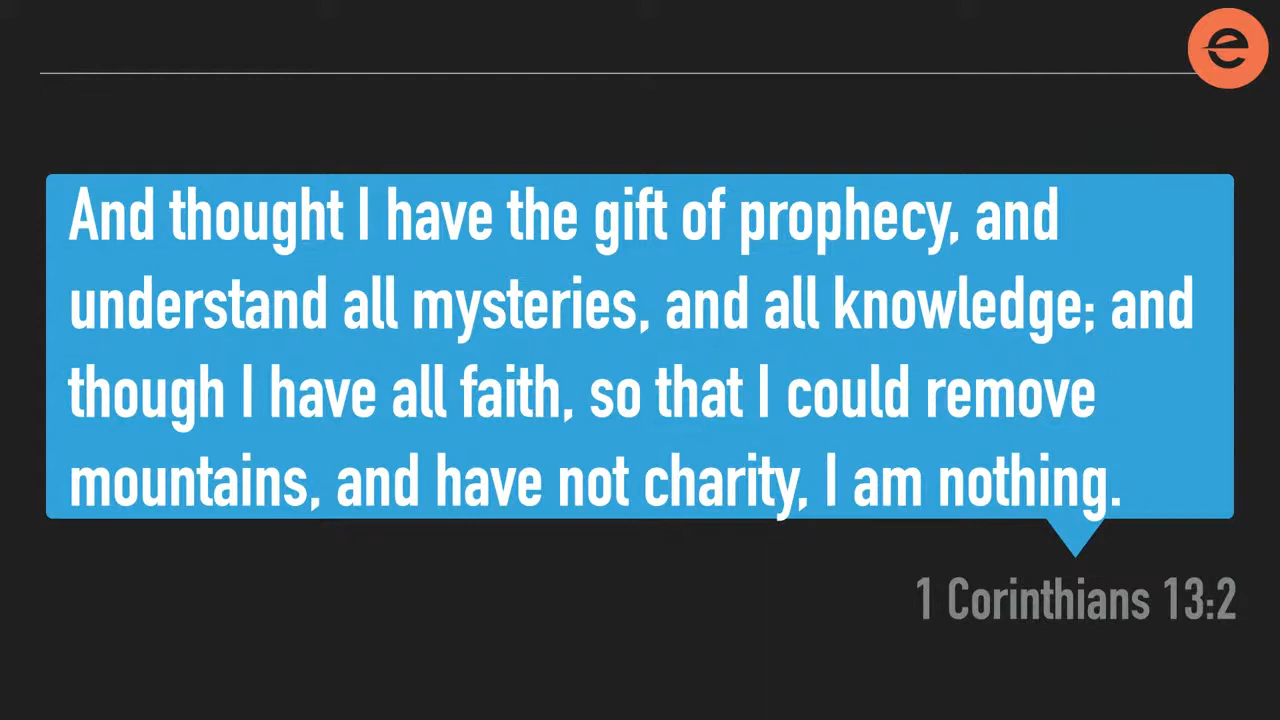 e
And thought I have the gift of prophecy, and
understand all mysteries, and all knowledge; and
though I have all faith, so that I could remove
mountains, and have not charity, I am nothing.
1 Corinthians 13:2